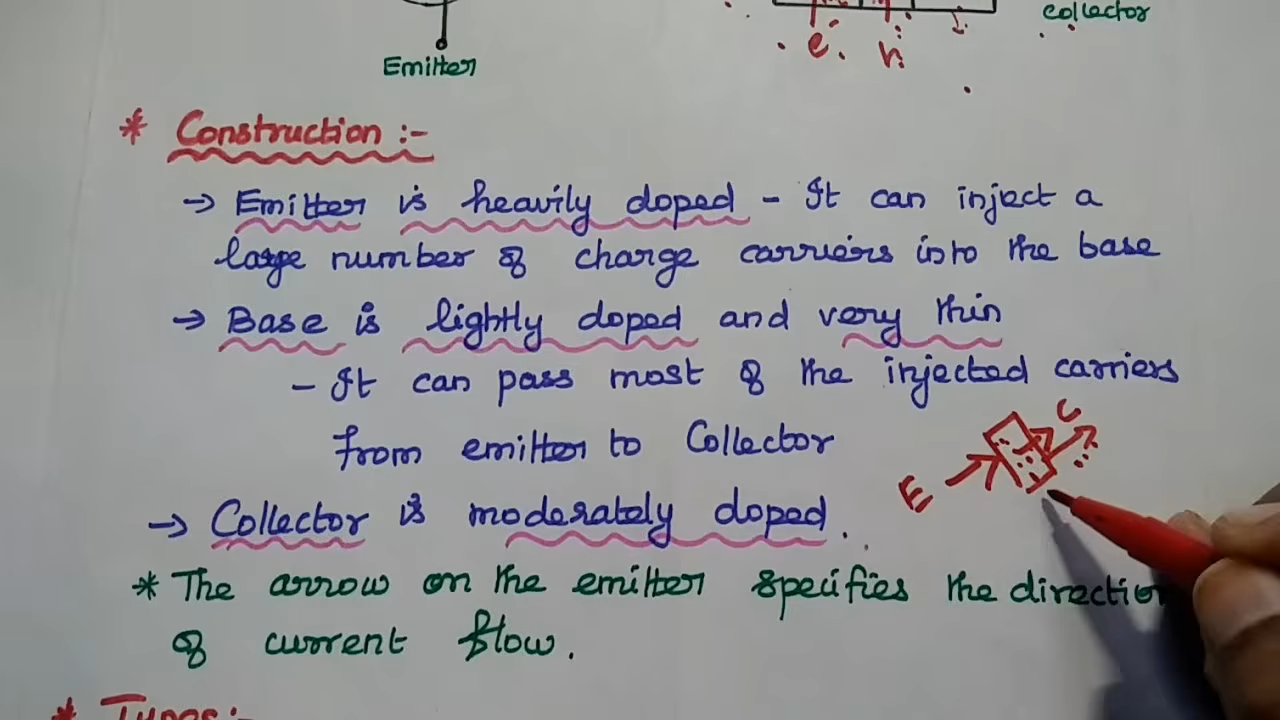 collector
e
n
Emitter
* Construction :-
→ Emitter is heavily doped - It can inject a
large number of charge carriers into the base
→ Base is lightly doped and very thin
- It can pass most of the injected carriers
from emitter to Collector
E C
→ Collector is moderately doped.
* The arrow on the emitter specifies the direction
of current flow.
* Types:-